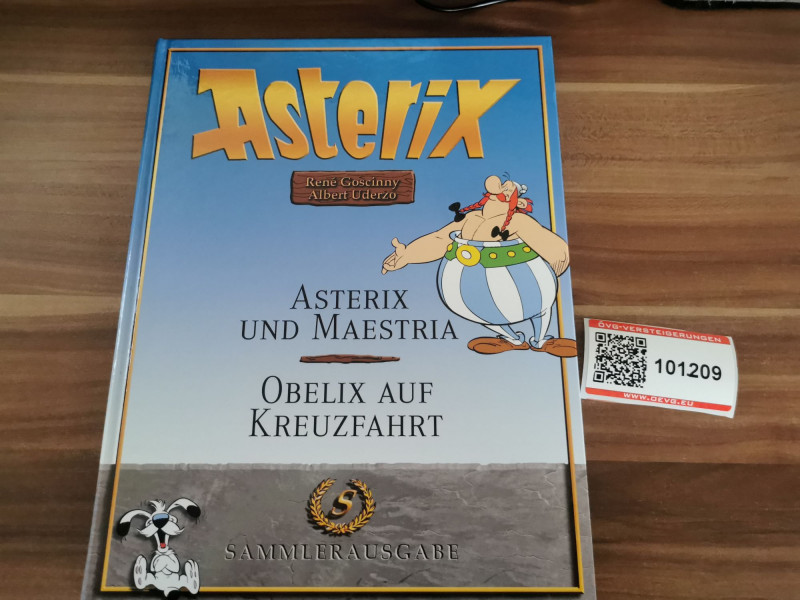 Asterix
René Goscinny
Albert Uderzo
ASTERIX
UND MAESTRIA
OBELIX AUF
KREUZFAHRT
S
SAMMLERAUSGABE
ÖVG-VERSTEIGERUNGEN
101209
WWW.OEVG.EU